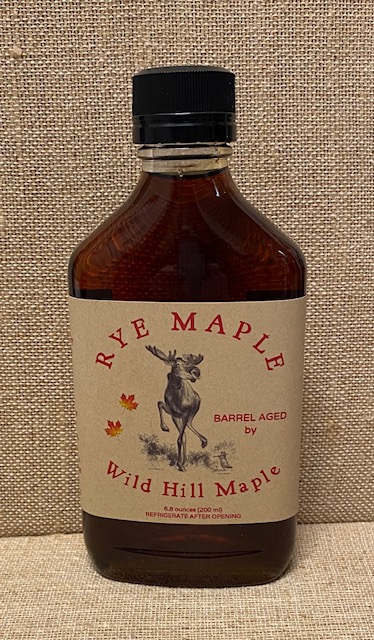 RYE MAPLE
BARREL AGED
by
Wild Hill Maple
6.8 ounces (200 ml)
REFRIGERATE AFTER OPENING